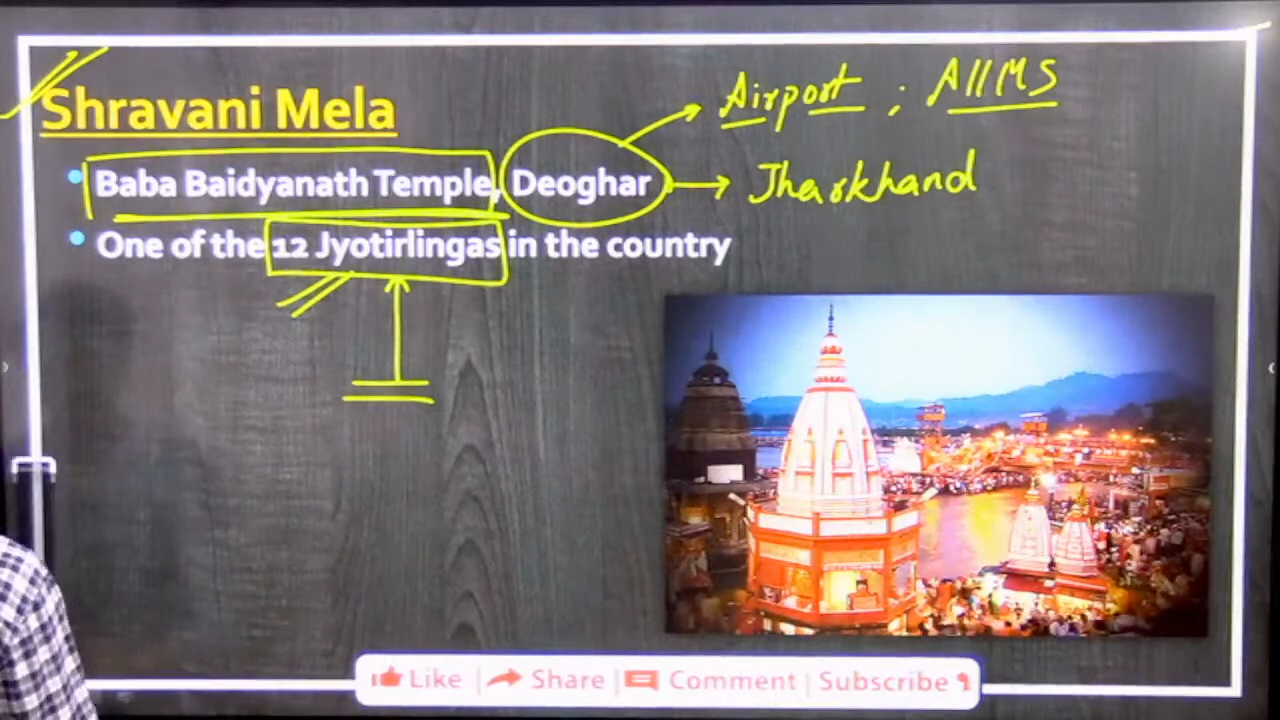 Shravani Mela
Airport ; AIIMS
Baba Baidyanath Temple, Deoghar → Jharkhand
One of the 12 Jyotirlingas in the country
Like | Share | Comment | Subscribe